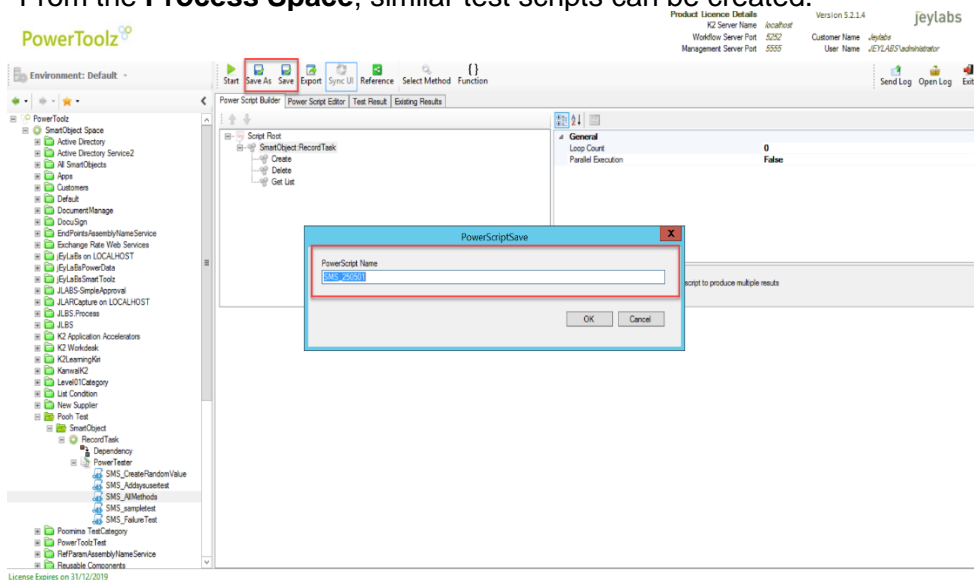 From the Process Space, similar test scripts can be created.
Product Licence Details
K2 Server Name localhost
Workflow Server Port 5252
Management Server Port 5555
Version 5.2.1.4
Customer Name Jeylabs
User Name JEYLABS\administrator
jeylabs
PowerToolz
Environment: Default
Start Save As Save Export Sync UI Reference Select Method Function
Send Log Open Log Exit
Power Script Builder Power Script Editor Test Result Existing Results
PowerToolz
SmartObject Space
Active Directory
Active Directory Service2
All SmartObjects
Apps
Customers
Default
DocumentManage
DocuSign
EndPointsAssemblyNameService
Exchange Rate Web Services
jEyLaBs on LOCALHOST
jEyLaBsPowerData
jEyLaBsSmartToolz
JLABS-SimpleApproval
JLARCapture on LOCALHOST
JLBS.Process
JLBS
K2 Application Accelerators
K2 Workdesk
K2LearningKit
KanwalK2
Level01Category
List Condition
New Supplier
Pooh Test
SmartObject
RecordTask
Dependency
PowerTester
SMS_CreateRandomValue
SMS_Addsysusertest
SMS_AllMethods
SMS_sampletest
SMS_FailureTest
Poornima TestCategory
PowerToolzTest
RefParamAssemblyNameService
Reusable Components
Script Root
SmartObject:RecordTask
Create
Delete
Get List
General
Loop Count 0
Parallel Execution False
PowerScriptSave
X
PowerScript Name
SMS_250501
OK Cancel
script to produce multiple resuts
License Expires on 31/12/2019